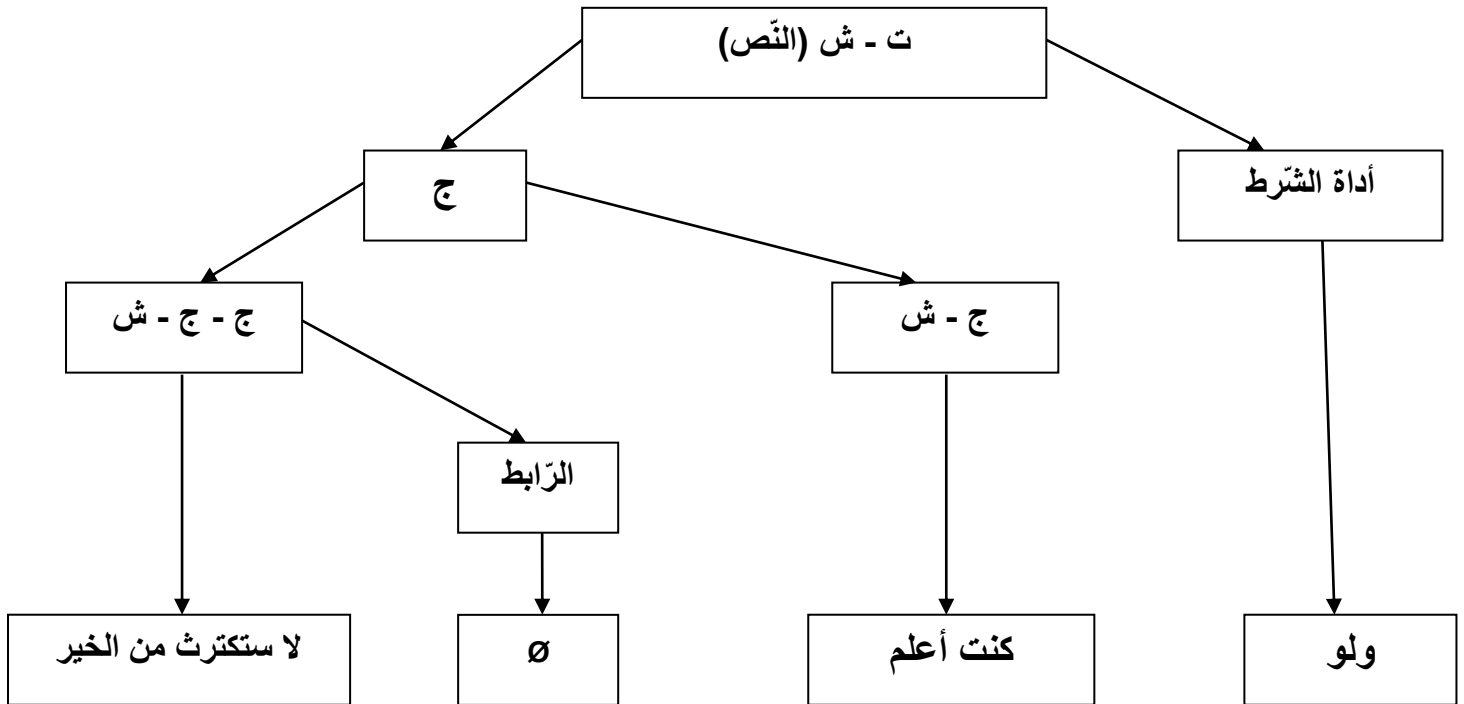 ت - ش (النّص)
أداة الشّرط
ج
ج - ش
ج - ج - ش
الرّابط
ولو
كنت أعلم
Ø
لا ستكترث من الخير